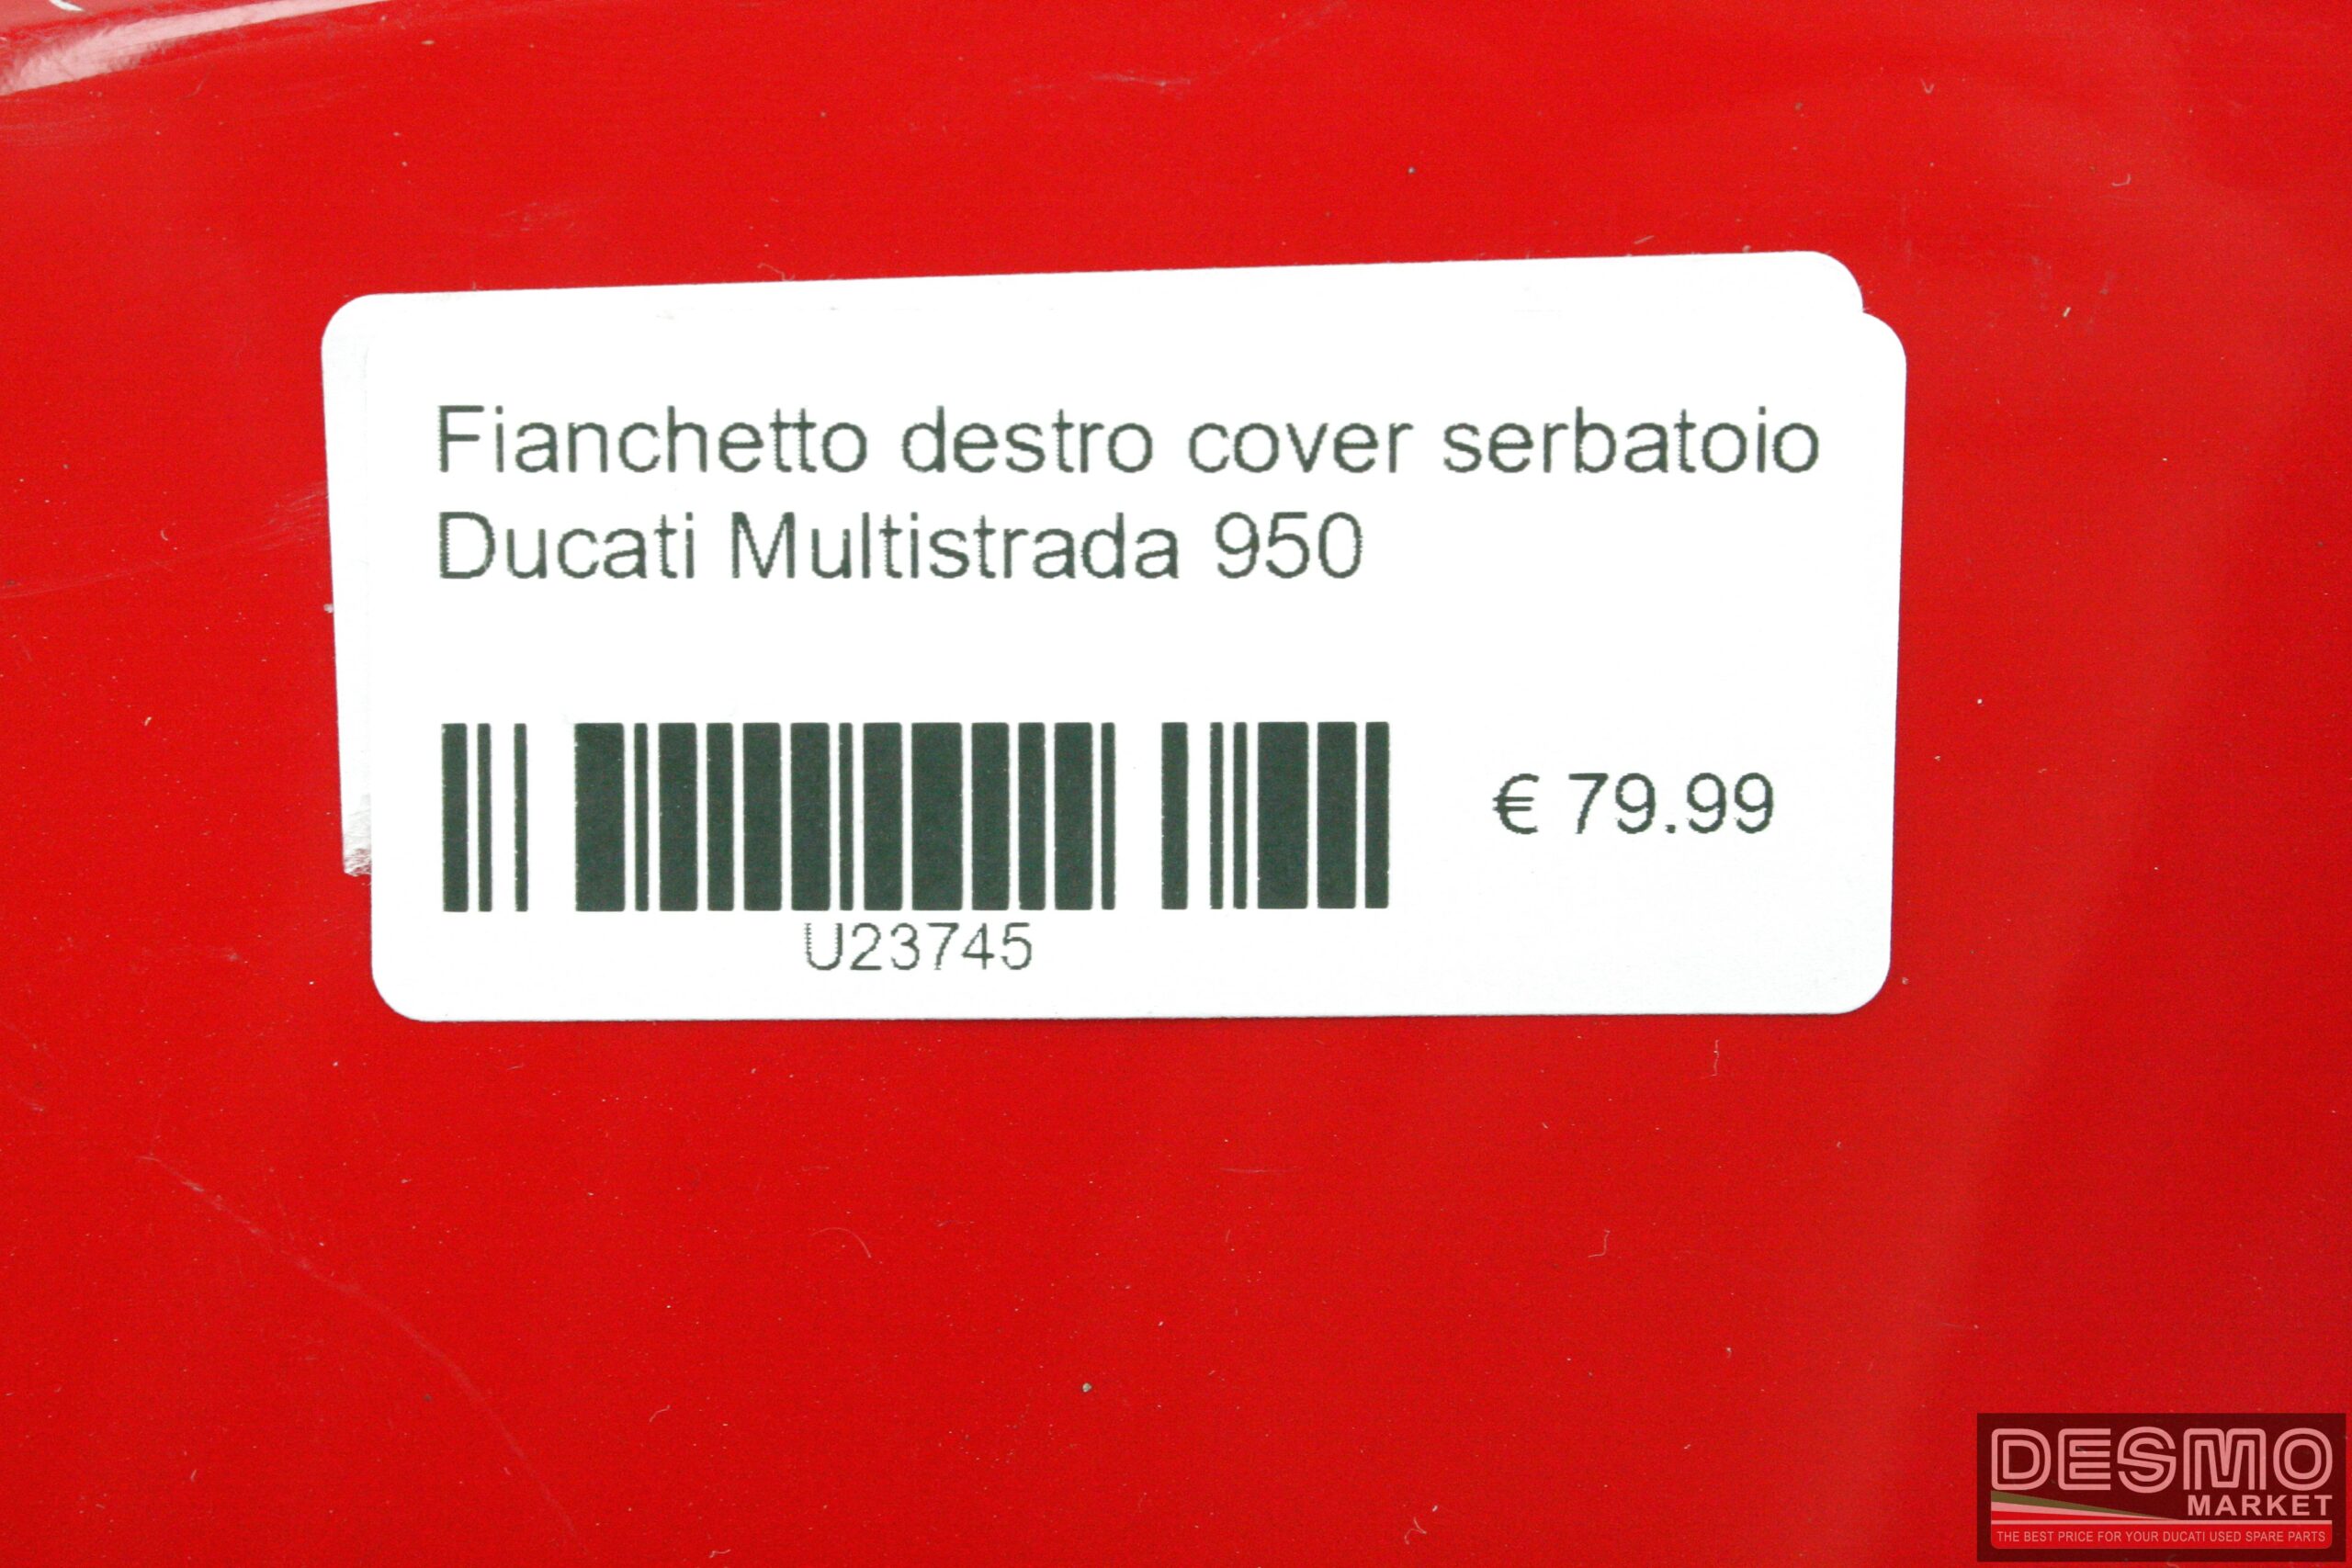 Fianchetto destro cover serbatoio
Ducati Multistrada 950
€ 79.99
U23745
DESMO
MARKET
THE BEST PRICE FOR YOUR DUCATI USED SPARE PARTS